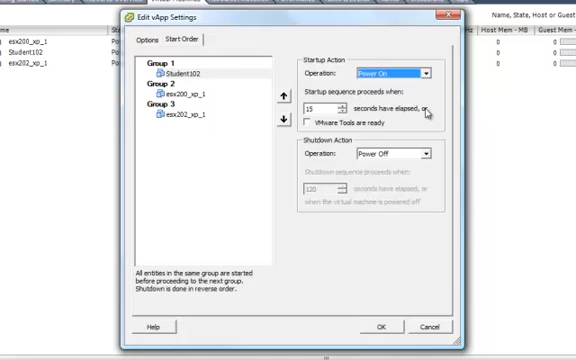 Name, State, Host or Guest
Edit vApp Settings
Host Mem - MB
Guest Mem
Options
Start Order
esx200_xp_1
Student102
esx202_xp_1
Group 1
Student102
Group 2
esx200_xp_1
Group 3
esx202_xp_1
Startup Action
Operation:
Power On
Startup sequence proceeds when:
15
seconds have elapsed, or
VMware Tools are ready
Shutdown Action
Operation:
Power Off
Shutdown sequence proceeds when:
120
seconds have elapsed, or
when the virtual machine is powered off
0
0
0
All entities in the same group are started
before proceeding to the next group.
Shutdown is done in reverse order.
Help
OK
Cancel